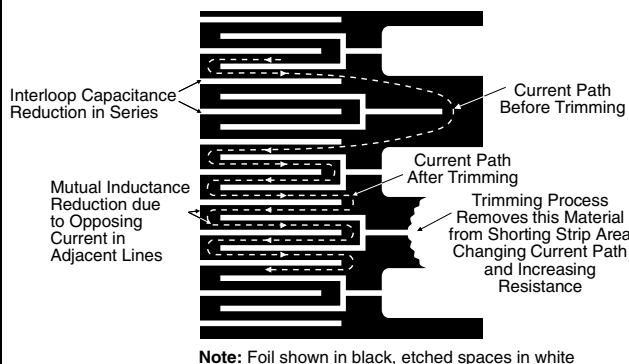 Interloop Capacitance
Reduction in Series
Current Path
Before Trimming
Current Path
After Trimming
Mutual Inductance
Reduction due
to Opposing
Current in
Adjacent Lines
Trimming Process
Removes this Material
from Shorting Strip Area
Changing Current Path
and Increasing
Resistance
Note: Foil shown in black, etched spaces in white